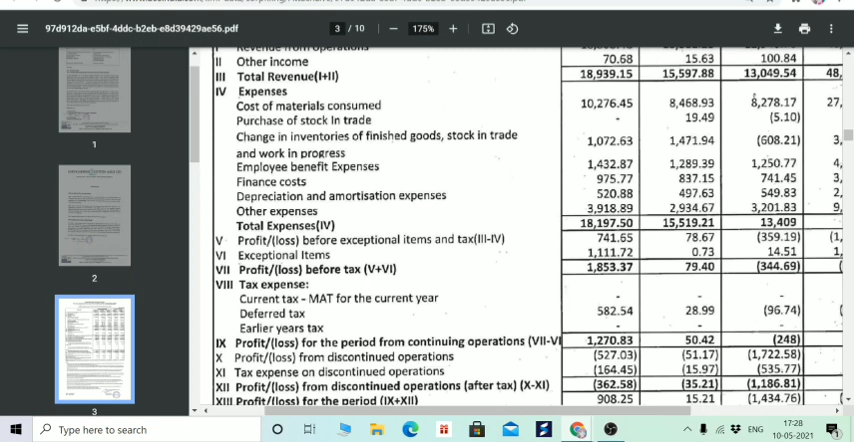 97d912da-e5bf-4ddc-b2eb-e8d39429ae56.pdf 3 / 10 — 175% +
I Revenue from operations
II Other income 70.68 15.63 100.84
III Total Revenue(I+II) 18,939.15 15,597.88 13,049.54 48,
IV Expenses
Cost of materials consumed 10,276.45 8,468.93 8,278.17 27,
Purchase of stock In trade - 19.49 (5.10)
Change in inventories of finished goods, stock in trade 1,072.63 1,471.94 (608.21) 3,
and work in progress
Employee benefit Expenses 1,432.87 1,289.39 1,250.77 4,
Finance costs 975.77 837.15 741.45 3,
Depreciation and amortisation expenses 520.88 497.63 549.83 2,
Other expenses 3,918.89 2,934.67 3,201.83 9,
Total Expenses(IV) 18,197.50 15,519.21 13,409
V Profit/(loss) before exceptional items and tax(III-IV) 741.65 78.67 (359.19) (1,
VI Exceptional Items 1,111.72 0.73 14.51 1,
VII Profit/(loss) before tax (V+VI) 1,853.37 79.40 (344.69) (
VIII Tax expense:
Current tax - MAT for the current year - - -
Deferred tax 582.54 28.99 (96.74) (
Earlier years tax - - -
IX Profit/(loss) for the period from continuing operations (VII-VI 1,270.83 50.42 (248)
X Profit/(loss) from discontinued operations (527.03) (51.17) (1,722.58)
XI Tax expense on discontinued operations (164.45) (15.97) (535.77)
XII Profit/(loss) from discontinued operations (after tax) (X-XI) (362.58) (35.21) (1,186.81)
XIII Profit/(loss) for the period (IX+XII) 908.25 15.21 (1,434.76)
1
2
3
Type here to search
ENG
17:28
10-05-2021